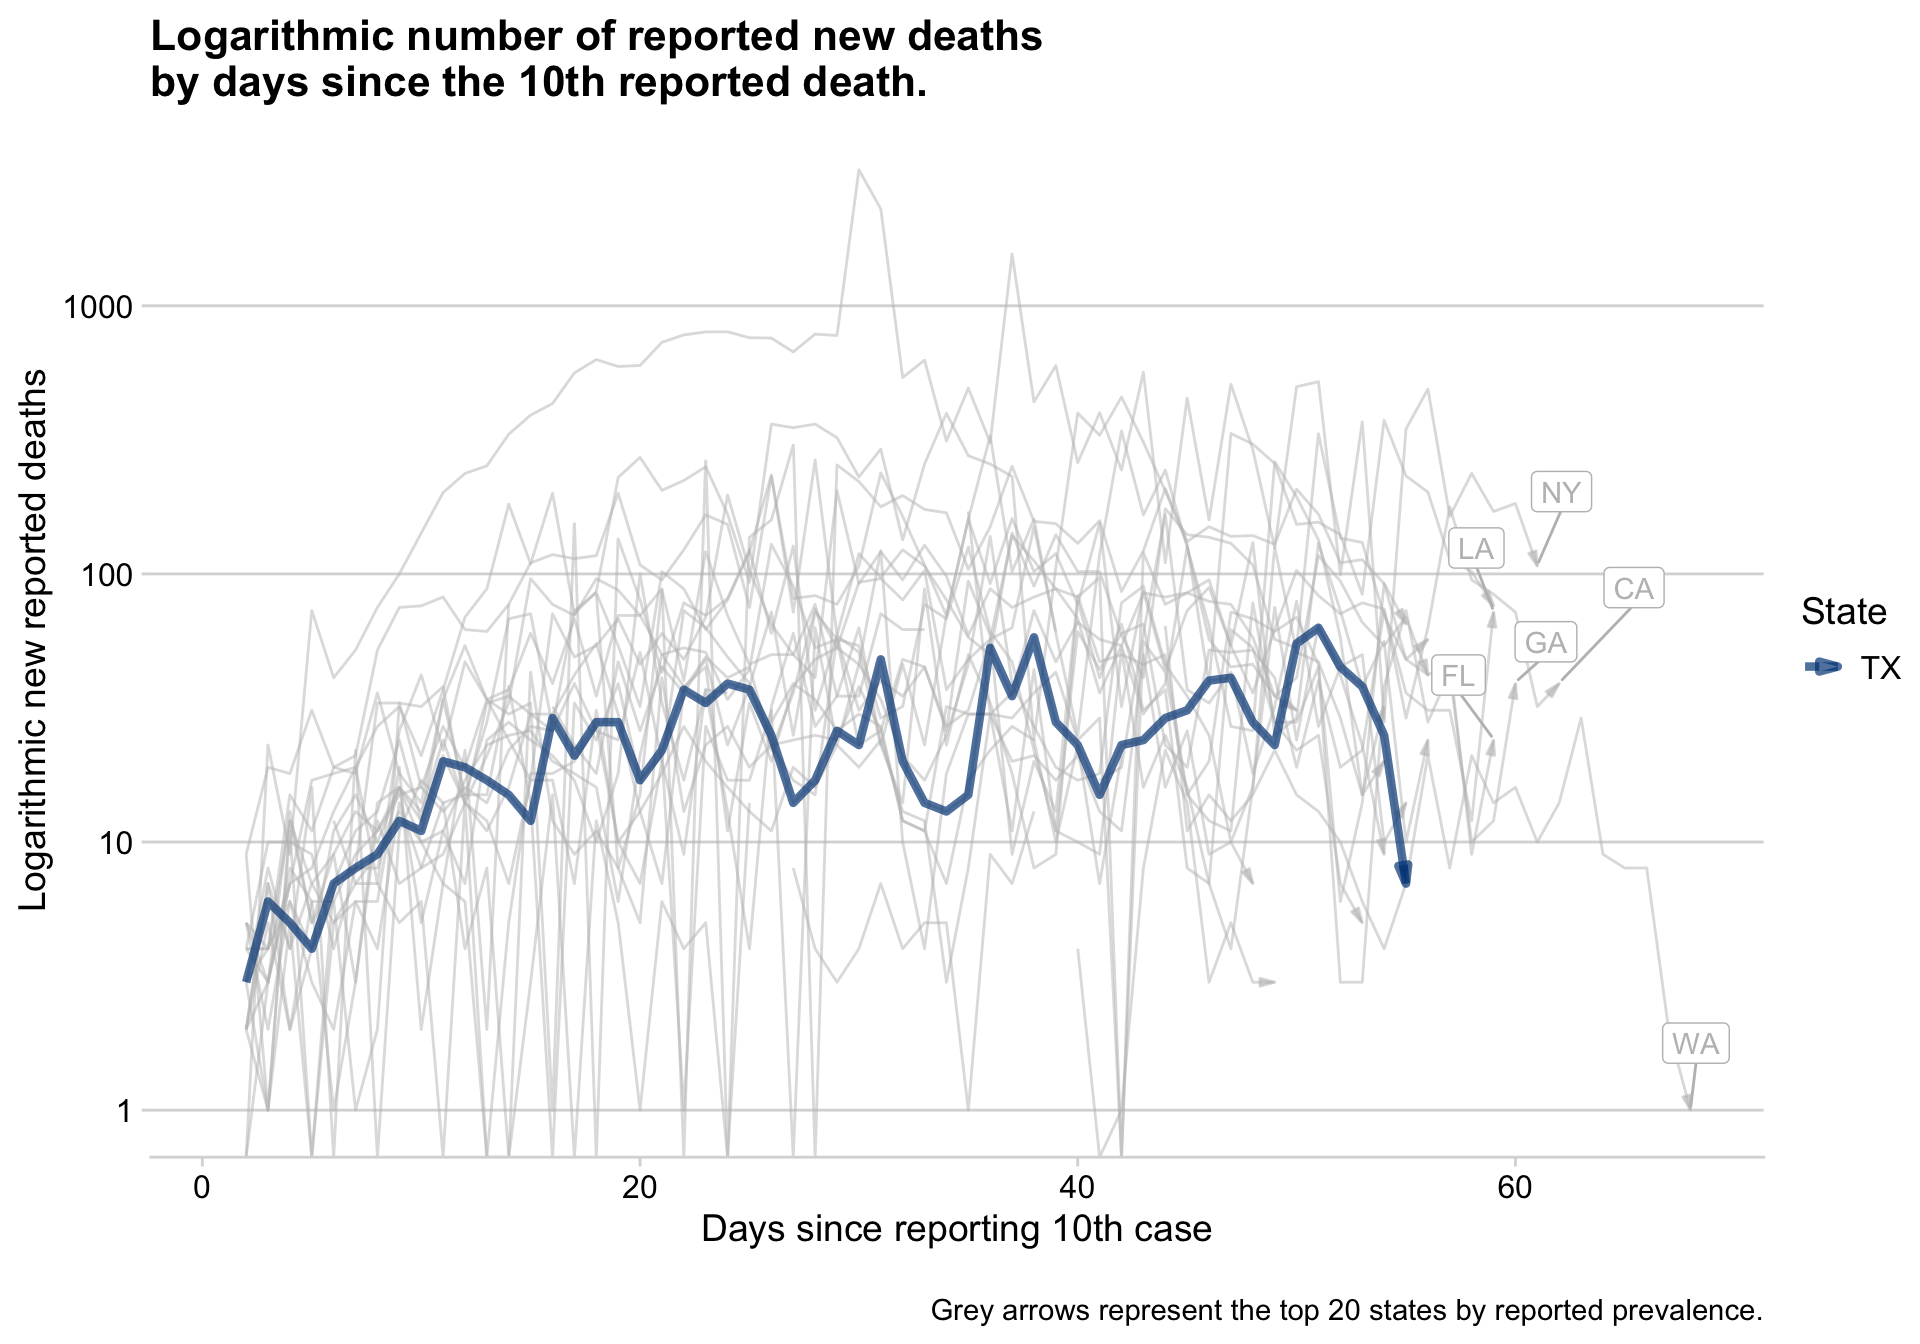 Logarithmic number of reported new deaths
by days since the 10th reported death.
Logarithmic new reported deaths
1000
100
10
1
NY
LA
CA
GA
FL
WA
State
TX
0
20
40
60
Days since reporting 10th case
Grey arrows represent the top 20 states by reported prevalence.